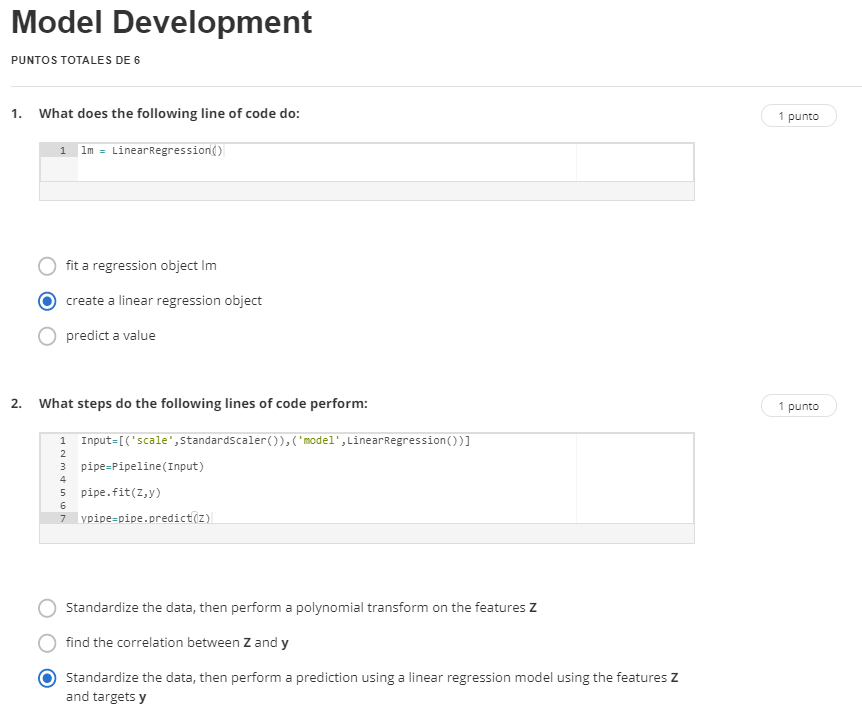 Model Development
PUNTOS TOTALES DE 6
1. What does the following line of code do:
1 punto
1 lm = LinearRegression()
fit a regression object lm
create a linear regression object
predict a value
2. What steps do the following lines of code perform:
1 punto
1 Input=[('scale',StandardScaler()),('model',LinearRegression())]
2
3 pipe=Pipeline(Input)
4
5 pipe.fit(Z,y)
6
7 ypipe=pipe.predict(Z)
Standardize the data, then perform a polynomial transform on the features Z
find the correlation between Z and y
Standardize the data, then perform a prediction using a linear regression model using the features Z
and targets y